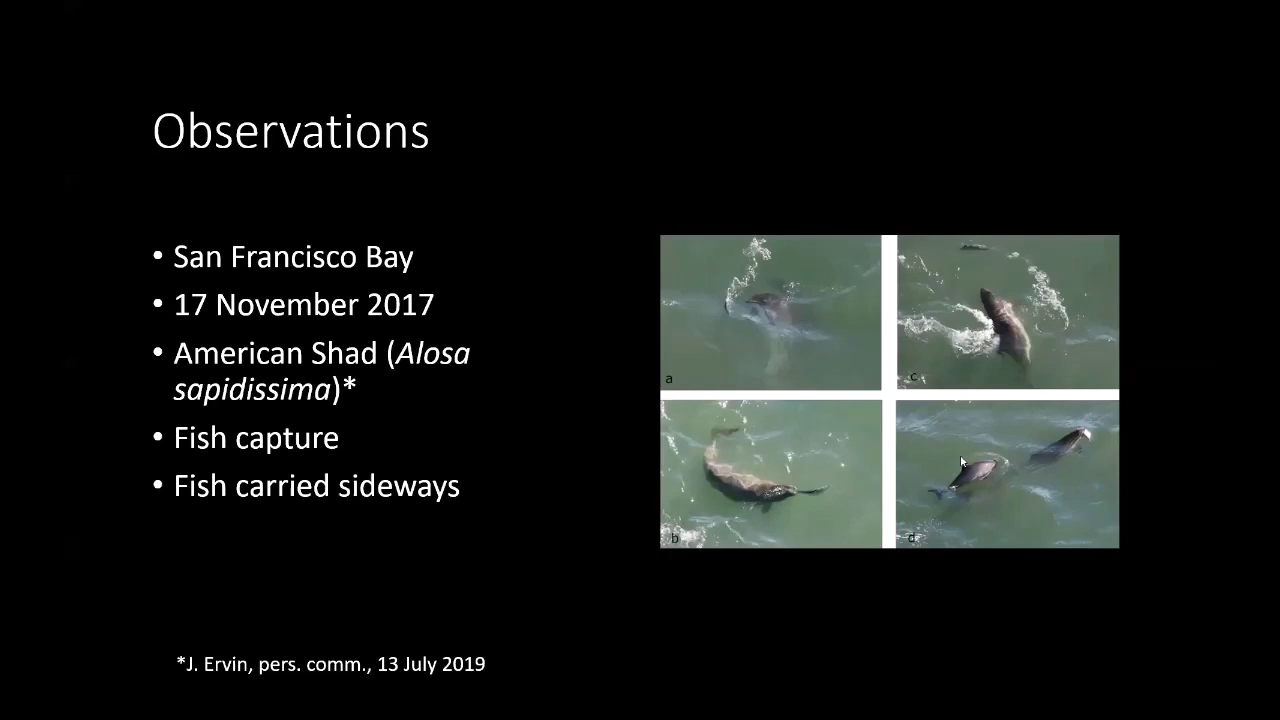 Observations
• San Francisco Bay
• 17 November 2017
• American Shad (Alosa
sapidissima)*
• Fish capture
• Fish carried sideways
a
c
b
d
*J. Ervin, pers. comm., 13 July 2019